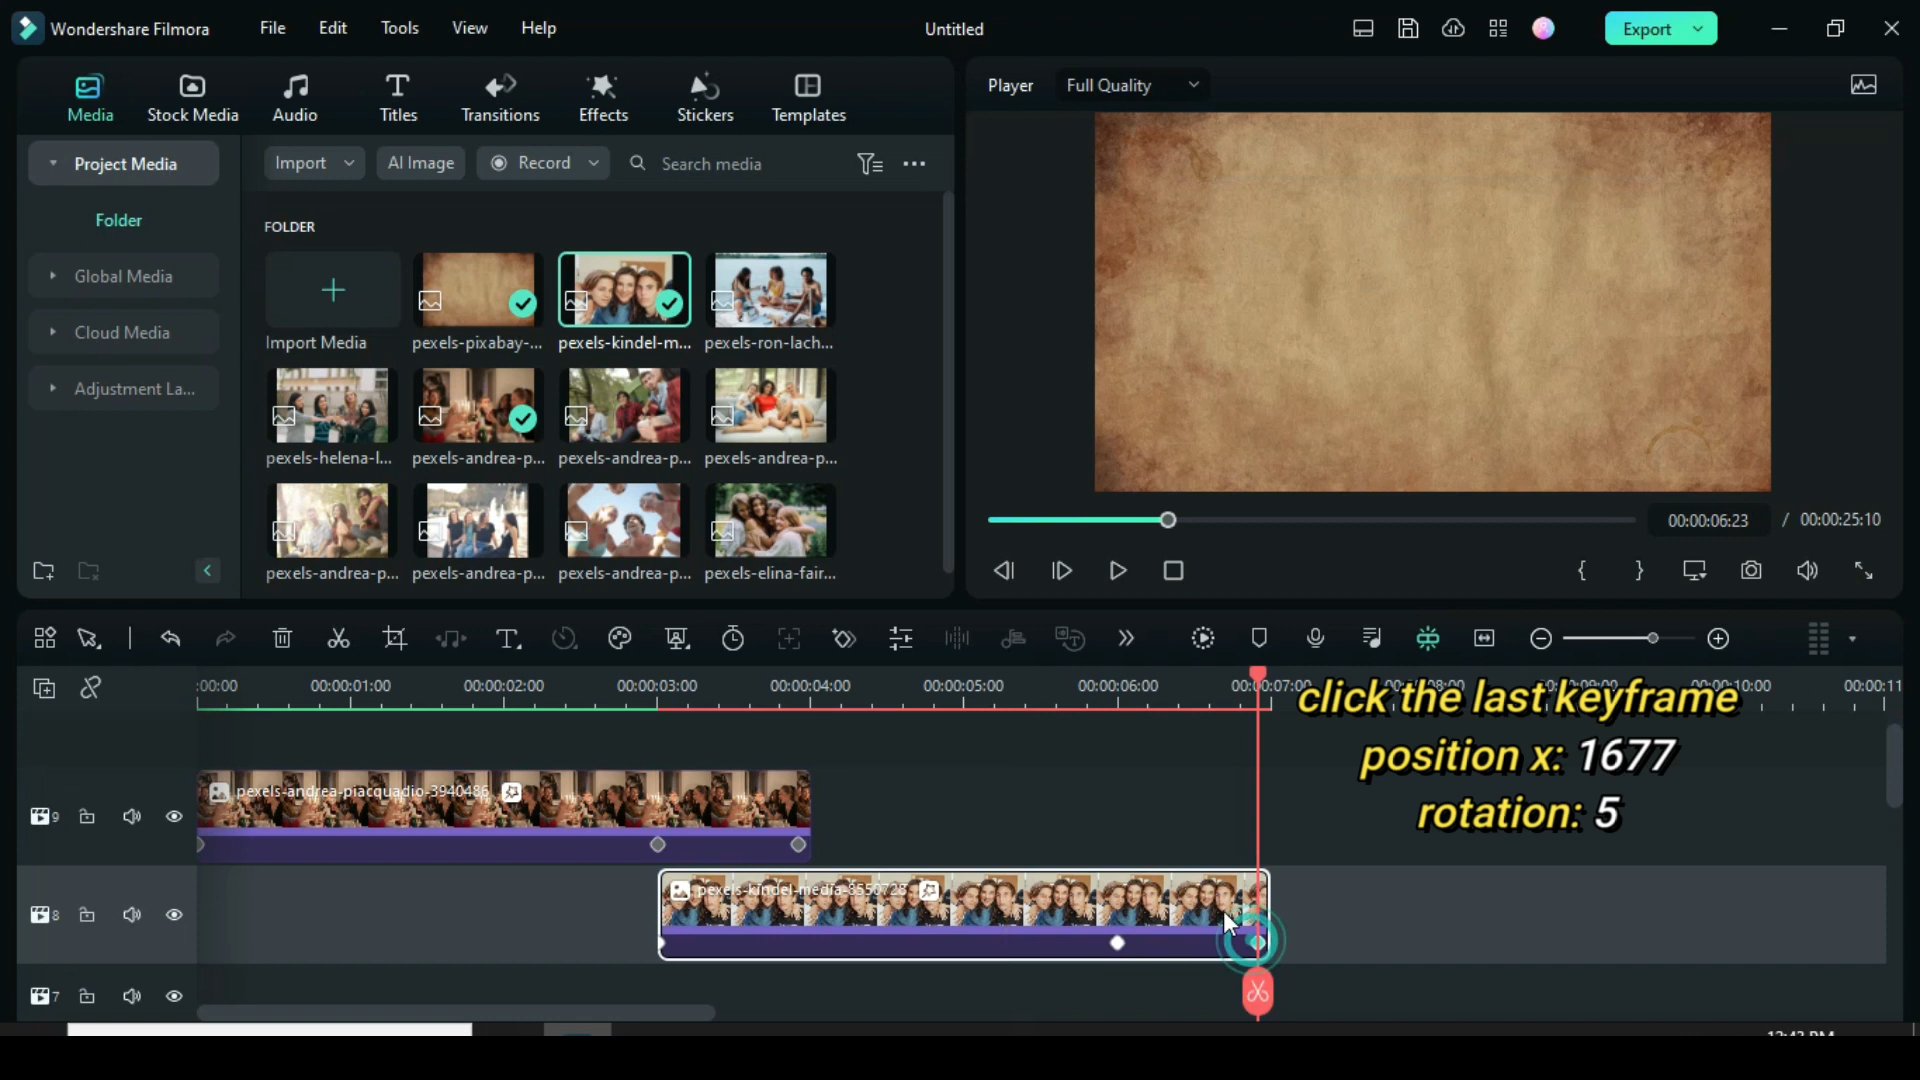 Wondershare Filmora
File
Edit
Tools
View
Help
Untitled
Export
Media
Stock Media
Audio
Titles
Transitions
Effects
Stickers
Templates
Player
Full Quality
Project Media
Import
AI Image
Record
Search media
Folder
FOLDER
Global Media
Cloud Media
Adjustment La...
Import Media
pexels-pixabay-...
pexels-kindel-m...
pexels-ron-lach...
pexels-helena-l...
pexels-andrea-p...
pexels-andrea-p...
pexels-andrea-p...
pexels-andrea-p...
pexels-andrea-p...
pexels-andrea-p...
pexels-elina-fair...
00:00:06:23
/
00:00:25:10
:00:00
00:00:01:00
00:00:02:00
00:00:03:00
00:00:04:00
00:00:05:00
00:00:06:00
00:00:07:00
00:00:08:00
00:00:09:00
00:00:10:00
00:00:11
click the last keyframe
position x: 1677
rotation: 5
9
pexels-andrea-piacquadio-3940486
8
pexels-kindel-media-8550728
7